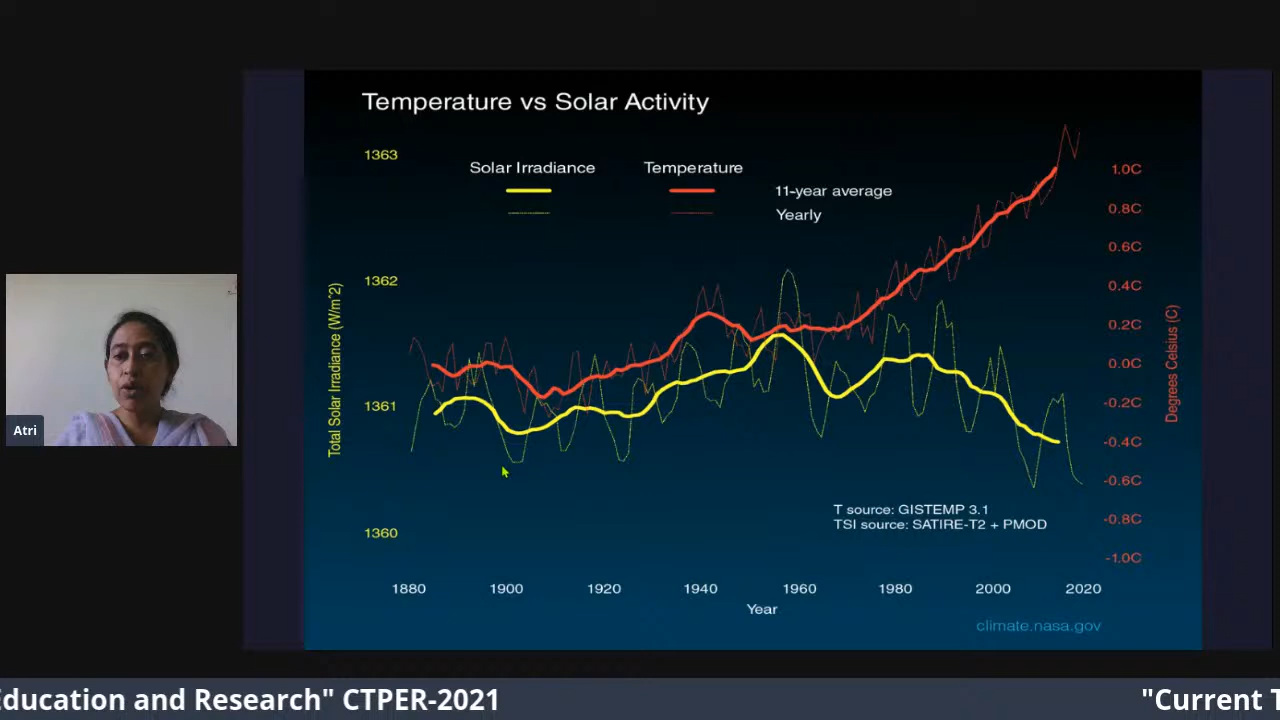 Temperature vs Solar Activity
1363
Solar Irradiance
Temperature
11-year average
Yearly
1.0C
0.8C
0.6C
1362
0.4C
0.2C
0.0C
1361
-0.2C
-0.4C
-0.6C
-0.8C
1360
-1.0C
Total Solar Irradiance (W/m^2)
Degrees Celsius (C)
T source: GISTEMP 3.1
TSI source: SATIRE-T2 + PMOD
1880 1900 1920 1940 1960 1980 2000 2020
Year
climate.nasa.gov
Atri
Education and Research" CTPER-2021
"Current T